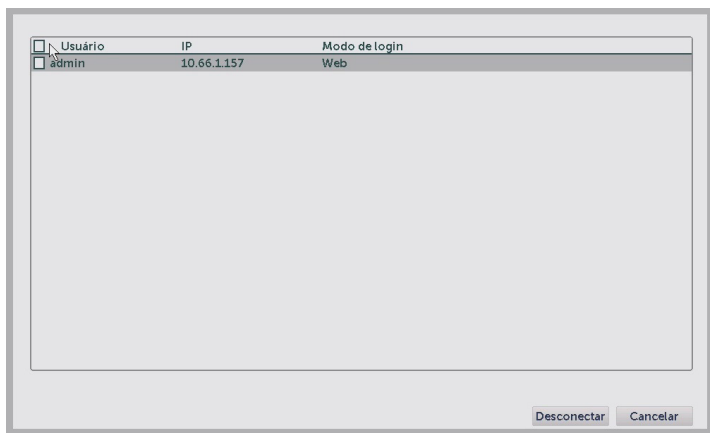 Usuário IP Modo de login
admin 10.66.1.157 Web
Desconectar Cancelar